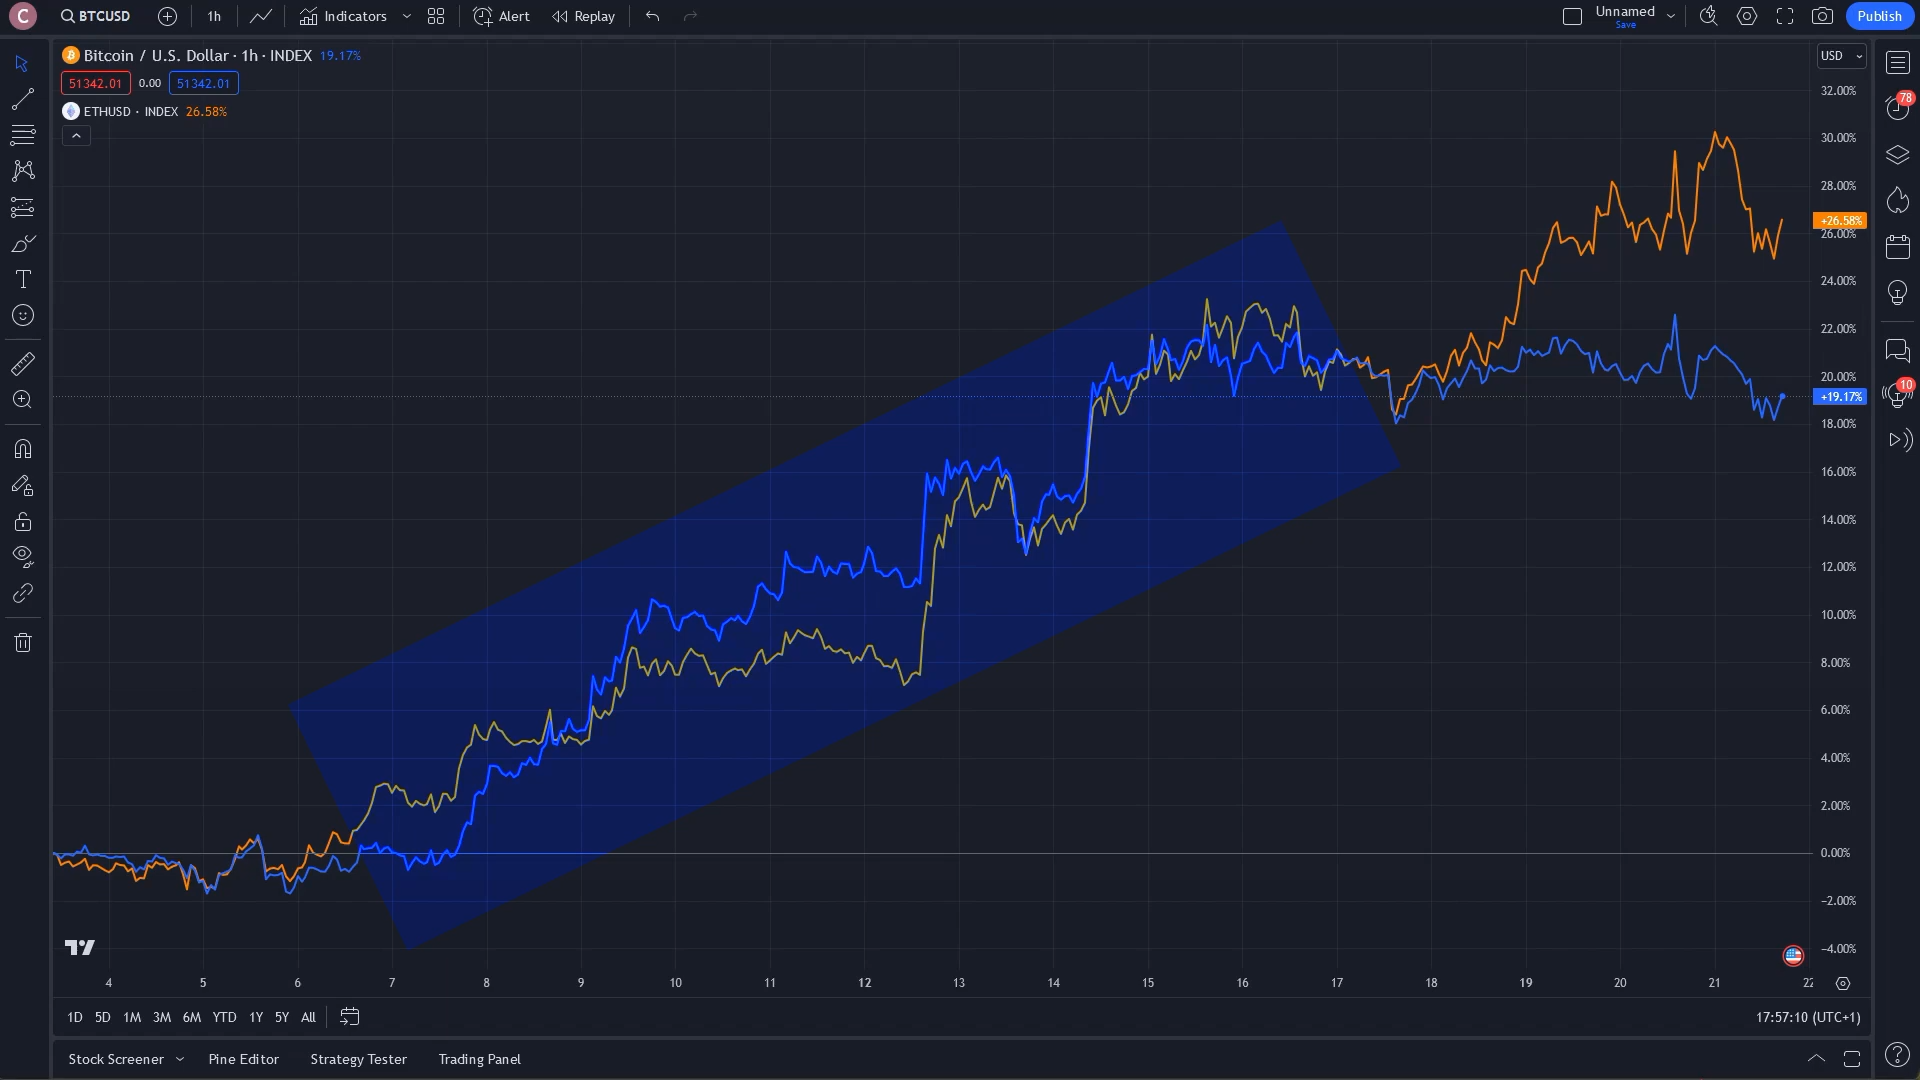 C BTCUSD 1h Indicators Alert Replay Unnamed Publish
Save
Bitcoin / U.S. Dollar · 1h · INDEX 19.17% USD
51342.01 0.00 51342.01
ETHUSD · INDEX 26.58%
78
10
32.00%
30.00%
28.00%
+26.58%
26.00%
24.00%
22.00%
20.00%
+19.17%
18.00%
16.00%
14.00%
12.00%
10.00%
8.00%
6.00%
4.00%
2.00%
0.00%
−2.00%
−4.00%
4 5 6 7 8 9 10 11 12 13 14 15 16 17 18 19 20 21 22
1D 5D 1M 3M 6M YTD 1Y 5Y All 17:57:10 (UTC+1)
Stock Screener Pine Editor Strategy Tester Trading Panel